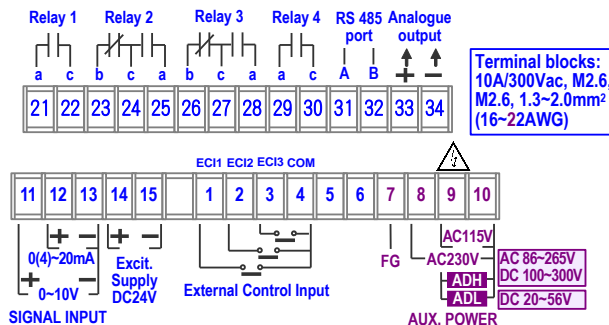 Relay 1 Relay 2 Relay 3 Relay 4 RS 485 port Analogue output
a c b c a b c a a c A B + −
21 22 23 24 25 26 27 28 29 30 31 32 33 34
Terminal blocks:
10A/300Vac, M2.6,
M2.6, 1.3~2.0mm²
(16~22AWG)
ECI1 ECI2 ECI3 COM
11 12 13 14 15 1 2 3 4 5 6 7 8 9 10
+ − + −
0(4)~20mA
+ −
0~10V
SIGNAL INPUT
Excit.
Supply
DC24V
External Control Input
FG
AC115V
AC230V
AC 86~265V
DC 100~300V
ADH
ADL
DC 20~56V
AUX. POWER